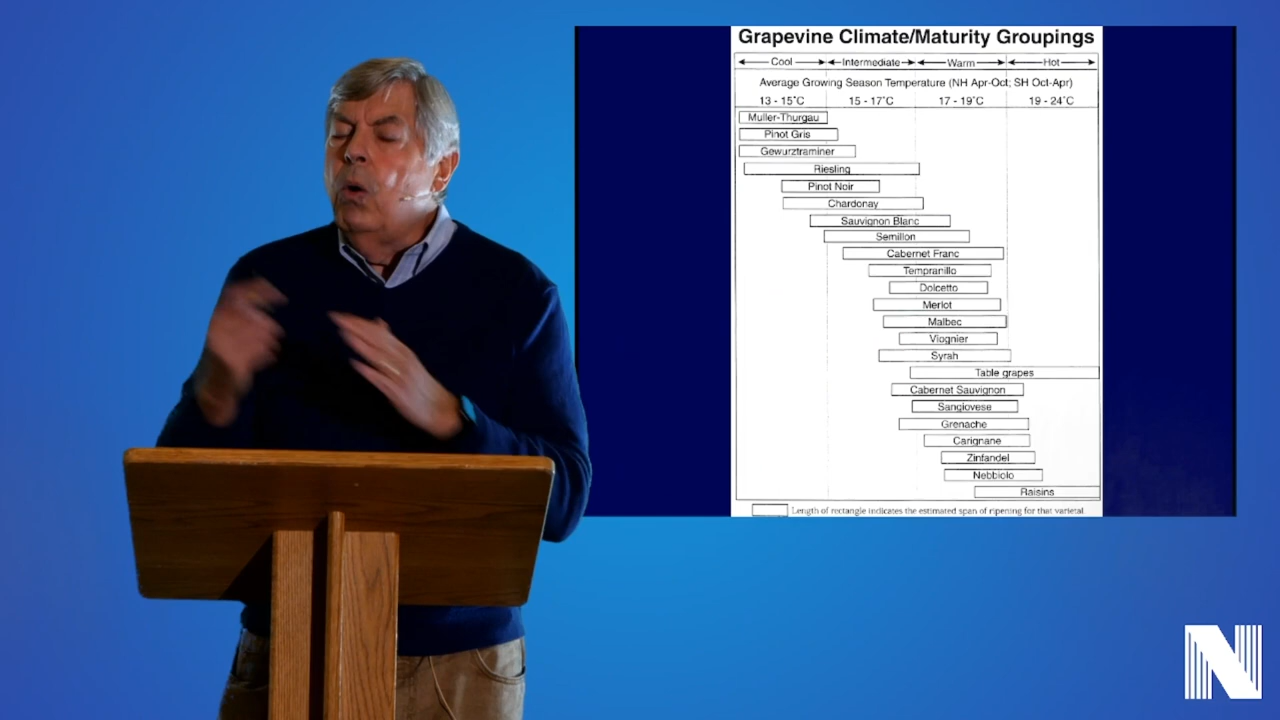 Grapevine Climate/Maturity Groupings
Cool Intermediate Warm Hot
Average Growing Season Temperature (NH Apr-Oct; SH Oct-Apr)
13 - 15˚C 15 - 17˚C 17 - 19˚C 19 - 24˚C
Muller-Thurgau
Pinot Gris
Gewurztraminer
Riesling
Pinot Noir
Chardonay
Sauvignon Blanc
Semillon
Cabernet Franc
Tempranillo
Dolcetto
Merlot
Malbec
Viognier
Syrah
Table grapes
Cabernet Sauvignon
Sangiovese
Grenache
Carignane
Zinfandel
Nebbiolo
Raisins
Length of rectangle indicates the estimated span of ripening for that varietal
N